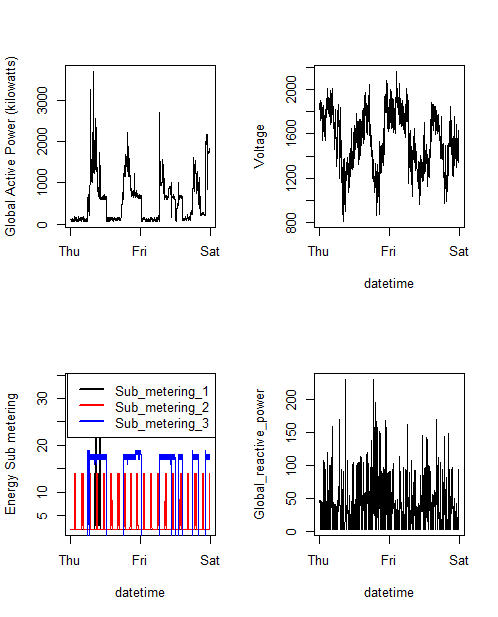 Global Active Power (kilowatts)
0 1000 2000 3000
Thu Fri Sat
Voltage
800 1200 1600 2000
Thu Fri Sat
datetime
Energy Sub metering
5 10 20 30
Sub_metering_1
Sub_metering_2
Sub_metering_3
Thu Fri Sat
datetime
Global_reactive_power
0 50 100 150 200
Thu Fri Sat
datetime